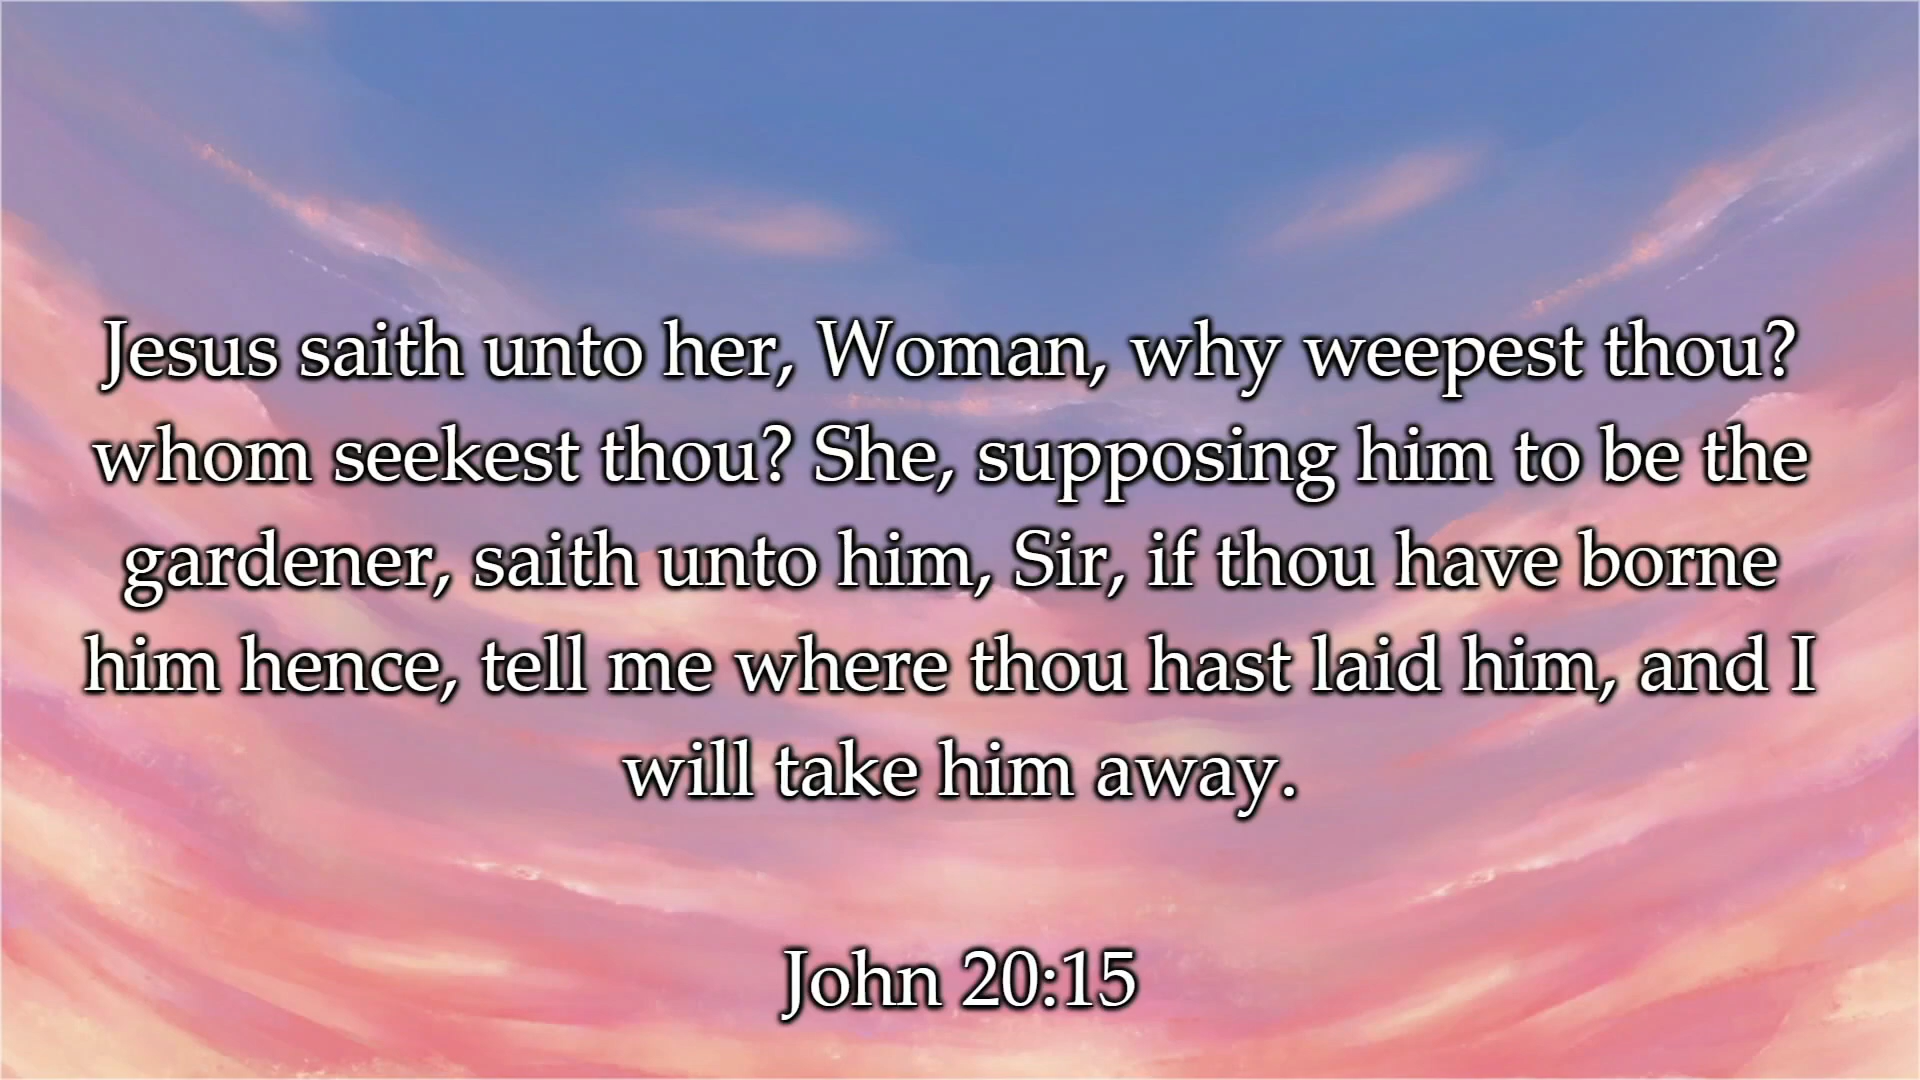 Jesus saith unto her, Woman, why weepest thou?
whom seekest thou? She, supposing him to be the
gardener, saith unto him, Sir, if thou have borne
him hence, tell me where thou hast laid him, and I
will take him away.
John 20:15